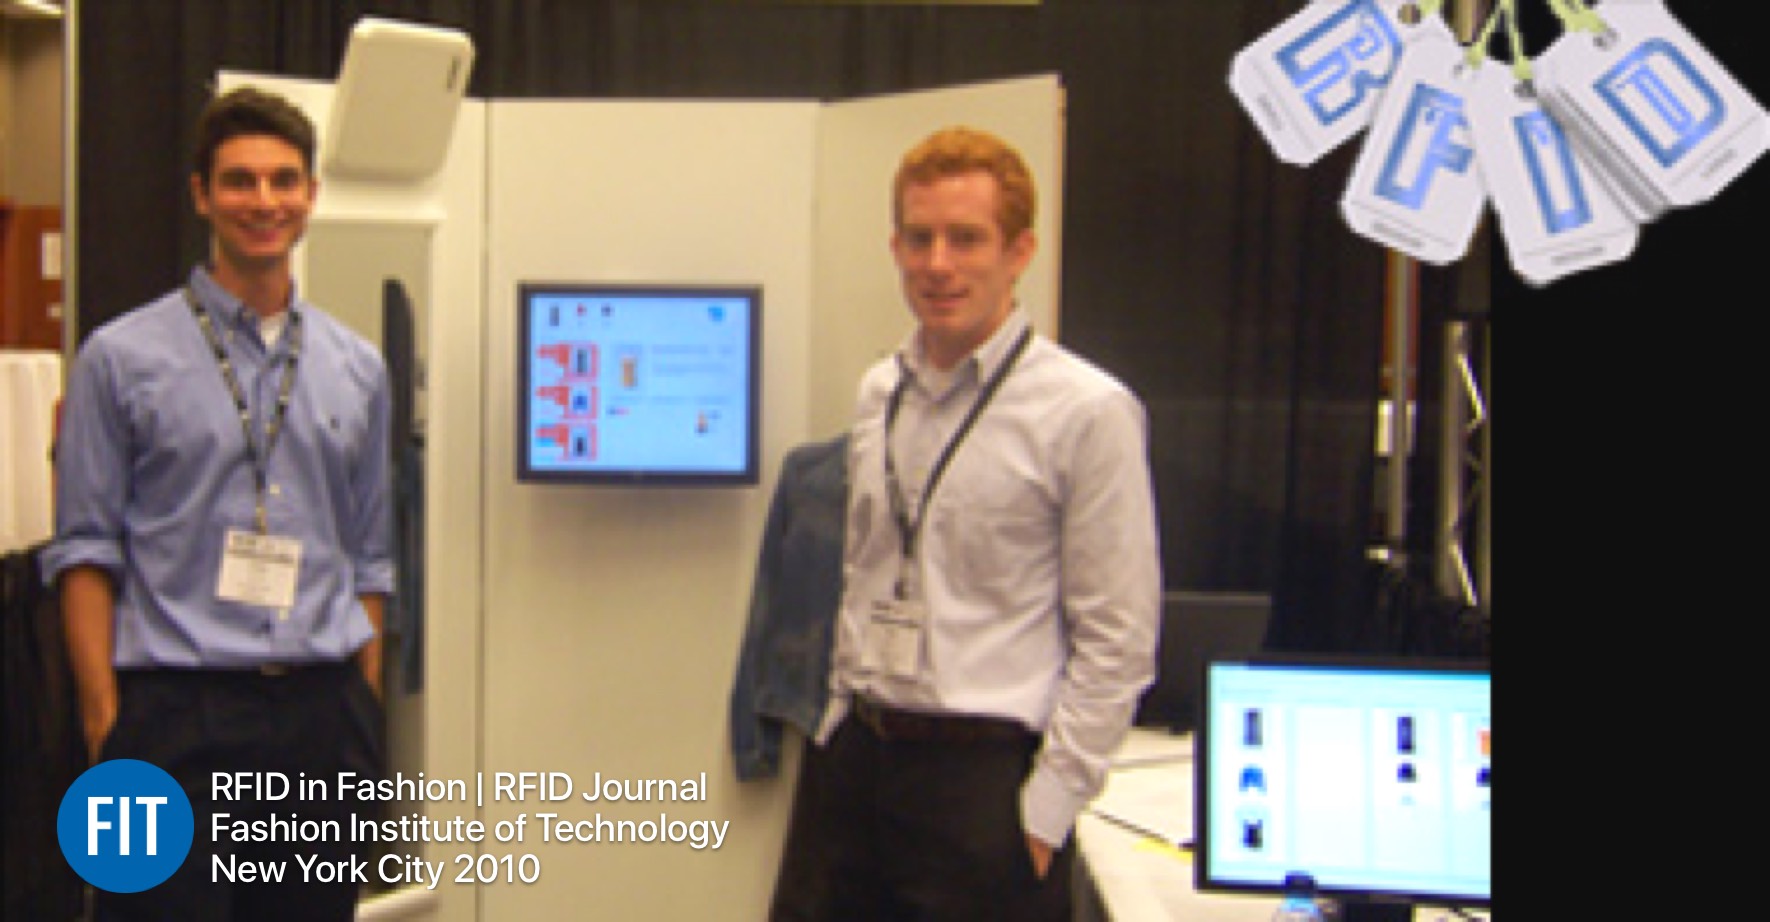 RFID
FIT
RFID in Fashion | RFID Journal
Fashion Institute of Technology
New York City 2010